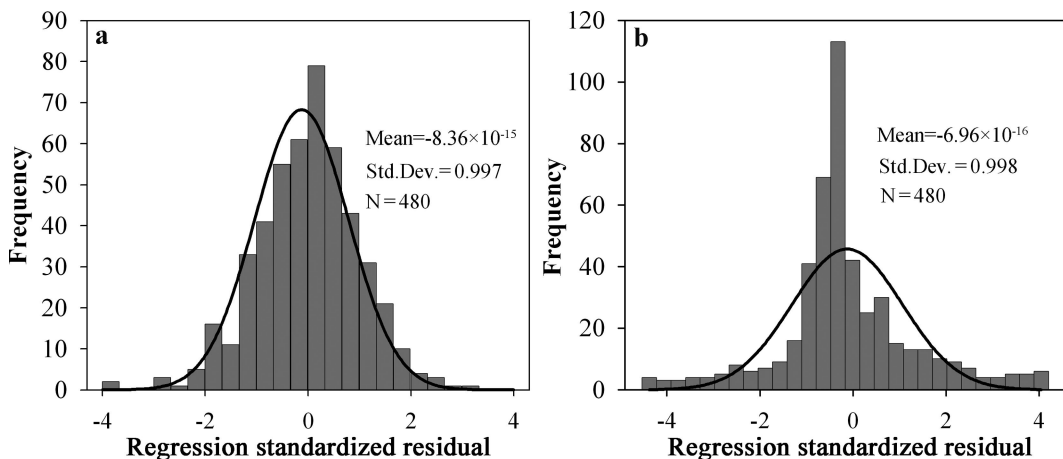 a
90
80
70
60
50
40
30
20
10
0
Frequency
Mean=-8.36×10⁻¹⁵
Std.Dev.=0.997
N=480
-4 -2 0 2 4
Regression standardized residual
b
120
100
80
60
40
20
0
Frequency
Mean=-6.96×10⁻¹⁶
Std.Dev.=0.998
N=480
-4 -2 0 2 4
Regression standardized residual